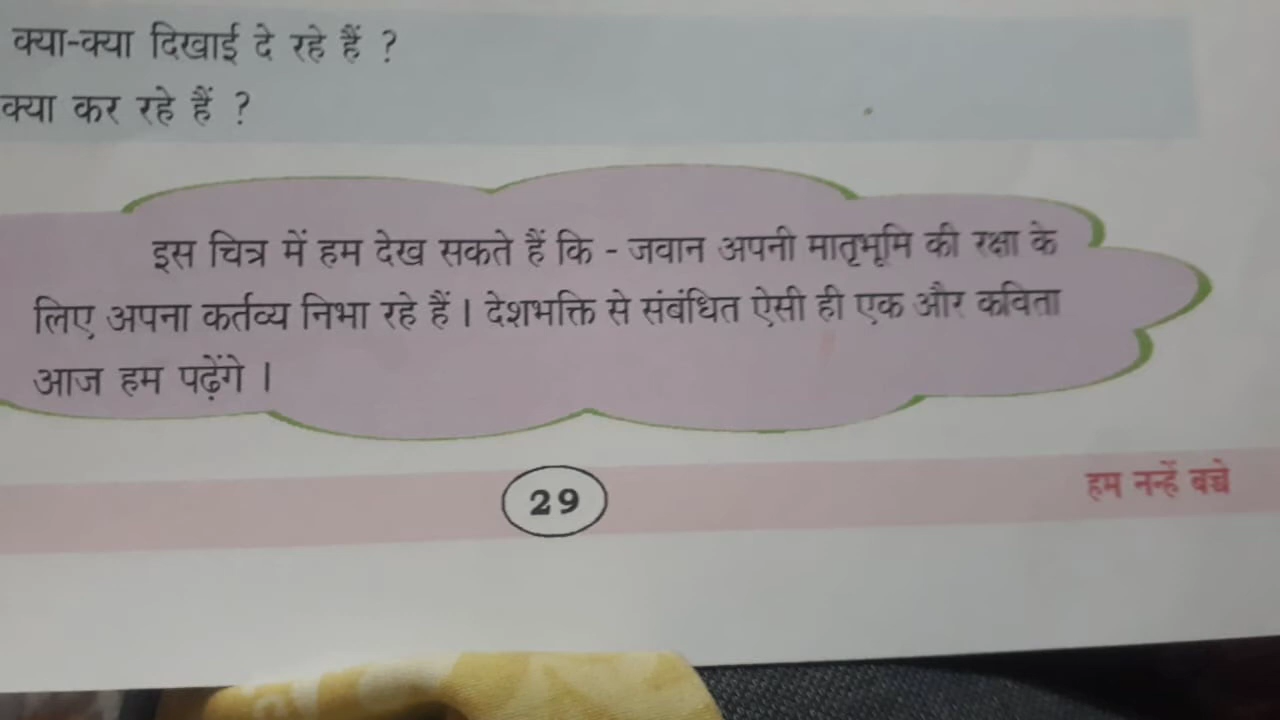 क्या-क्या दिखाई दे रहे हैं ?
क्या कर रहे हैं ?
इस चित्र में हम देख सकते हैं कि - जवान अपनी मातृभूमि की रक्षा के
लिए अपना कर्तव्य निभा रहे हैं । देशभक्ति से संबंधित ऐसी ही एक और कविता
आज हम पढ़ेंगे ।
29
हम नन्हें बच्चे